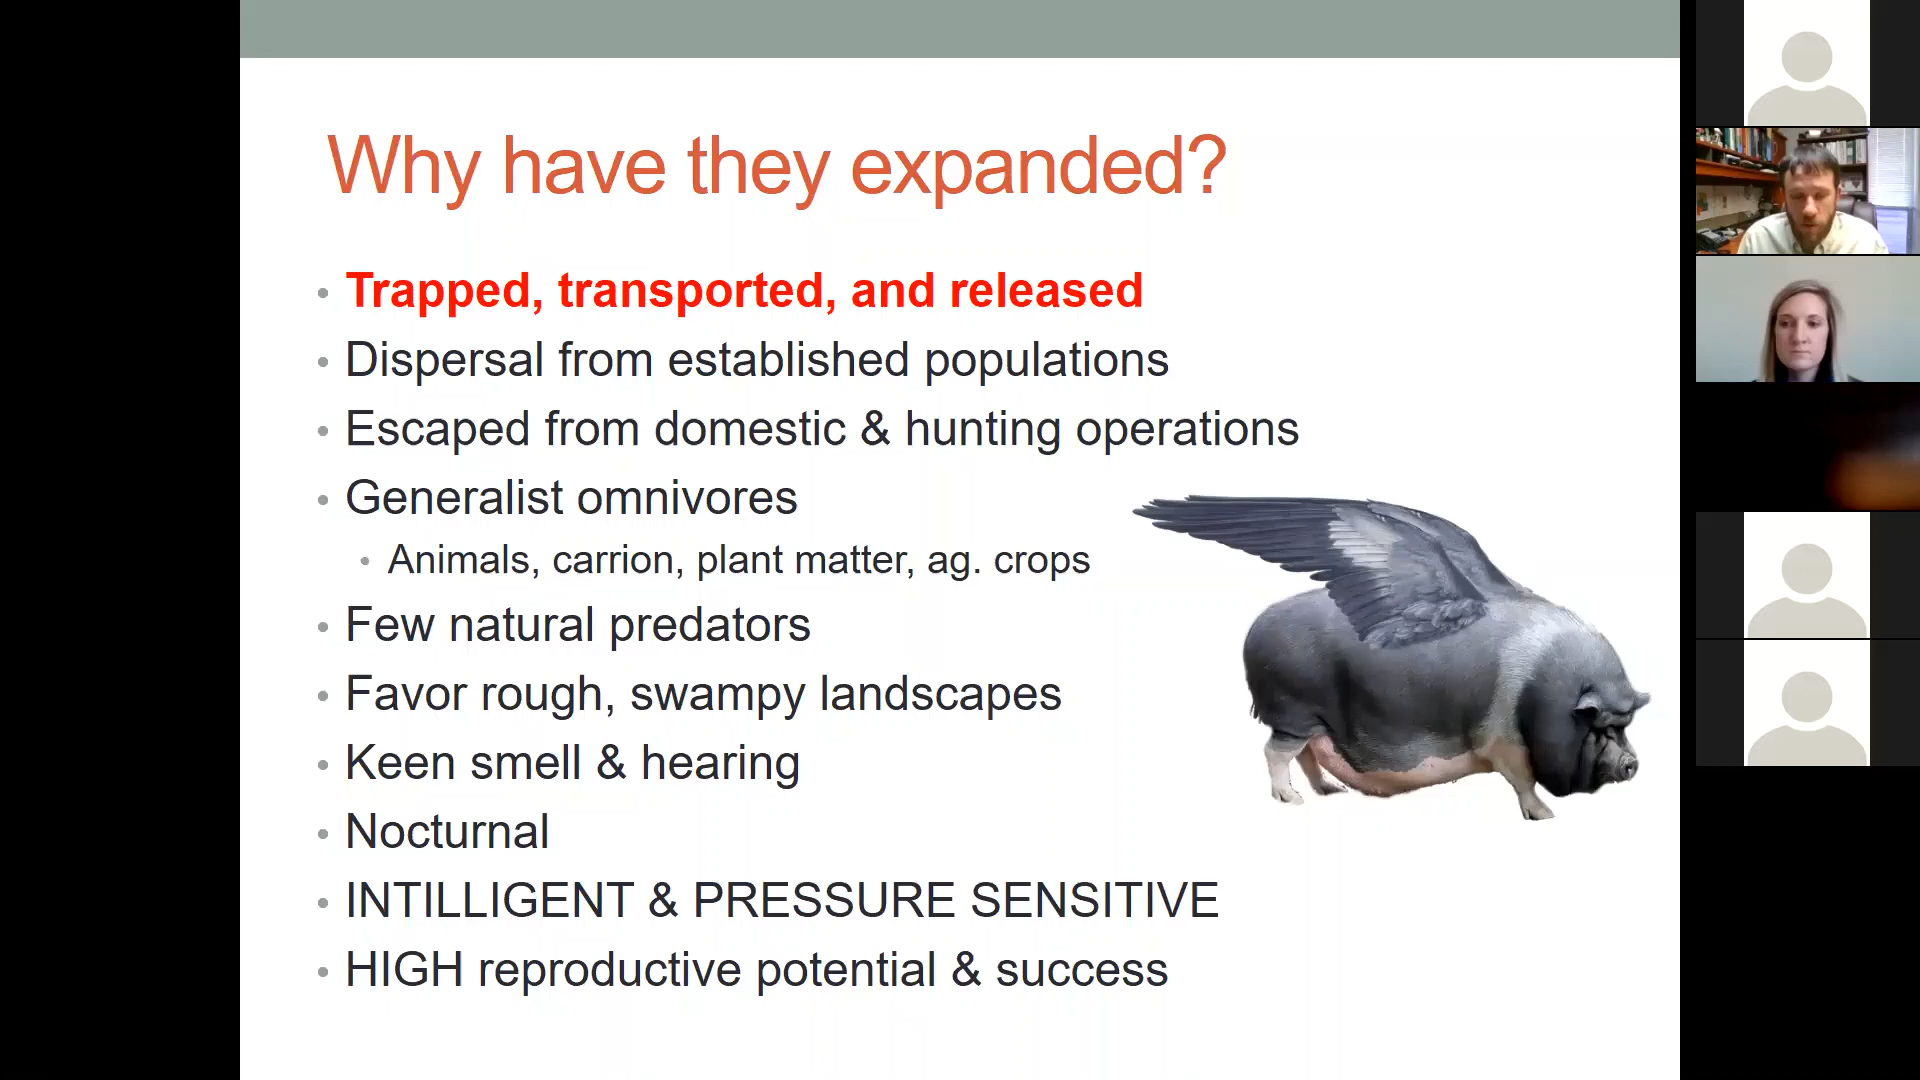 Why have they expanded?
Trapped, transported, and released
Dispersal from established populations
Escaped from domestic & hunting operations
Generalist omnivores
Animals, carrion, plant matter, ag. crops
Few natural predators
Favor rough, swampy landscapes
Keen smell & hearing
Nocturnal
INTILLIGENT & PRESSURE SENSITIVE
HIGH reproductive potential & success